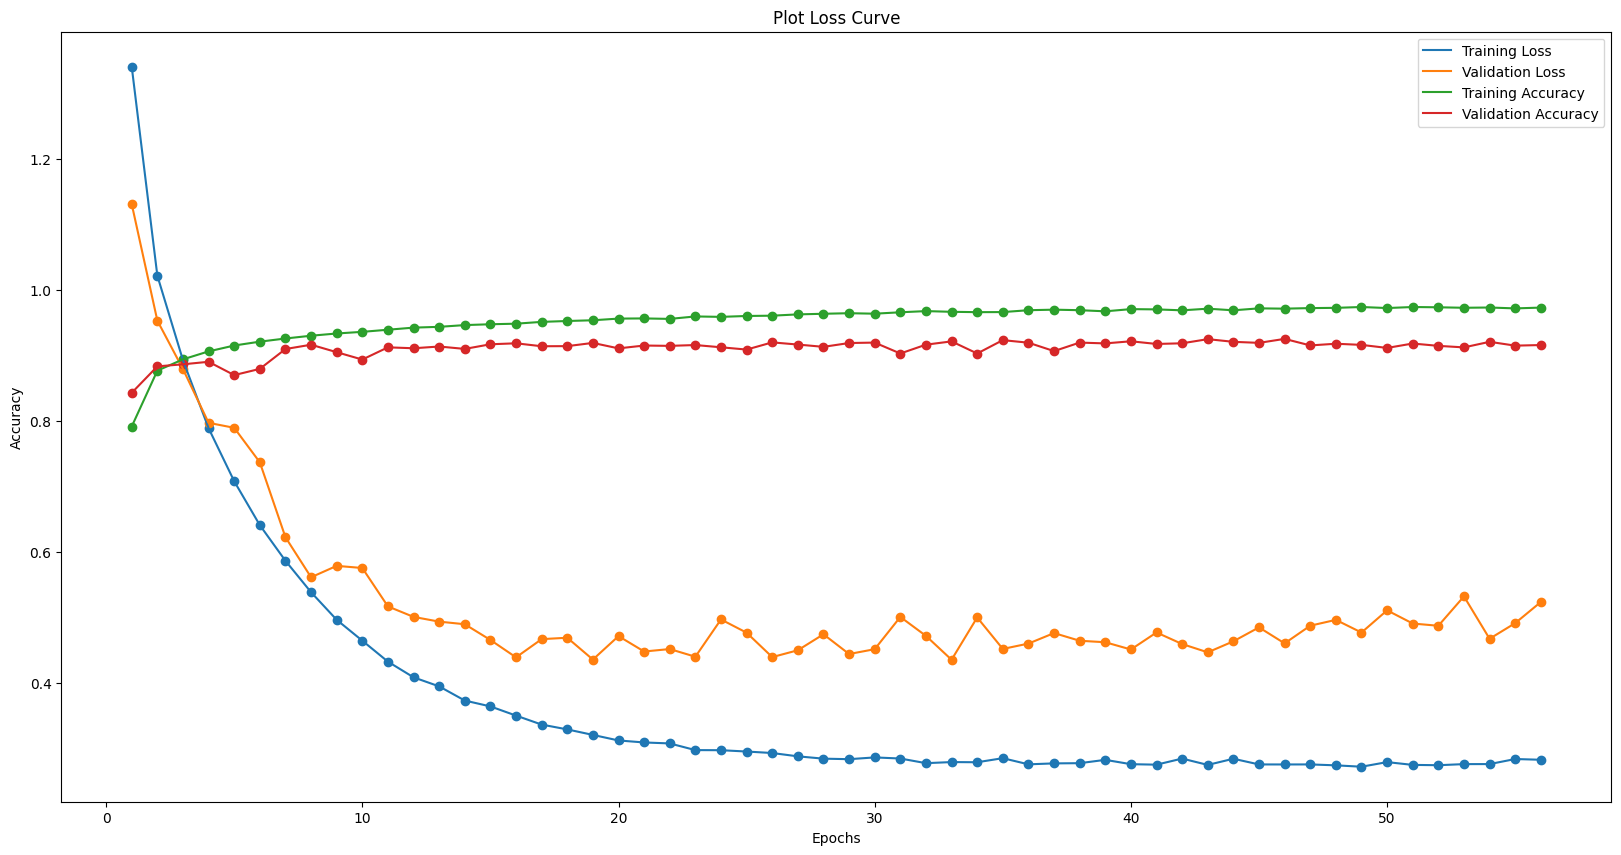 Plot Loss Curve
Training Loss
Validation Loss
Training Accuracy
Validation Accuracy
1.2
1.0
0.8
0.6
0.4
Accuracy
0 10 20 30 40 50
Epochs